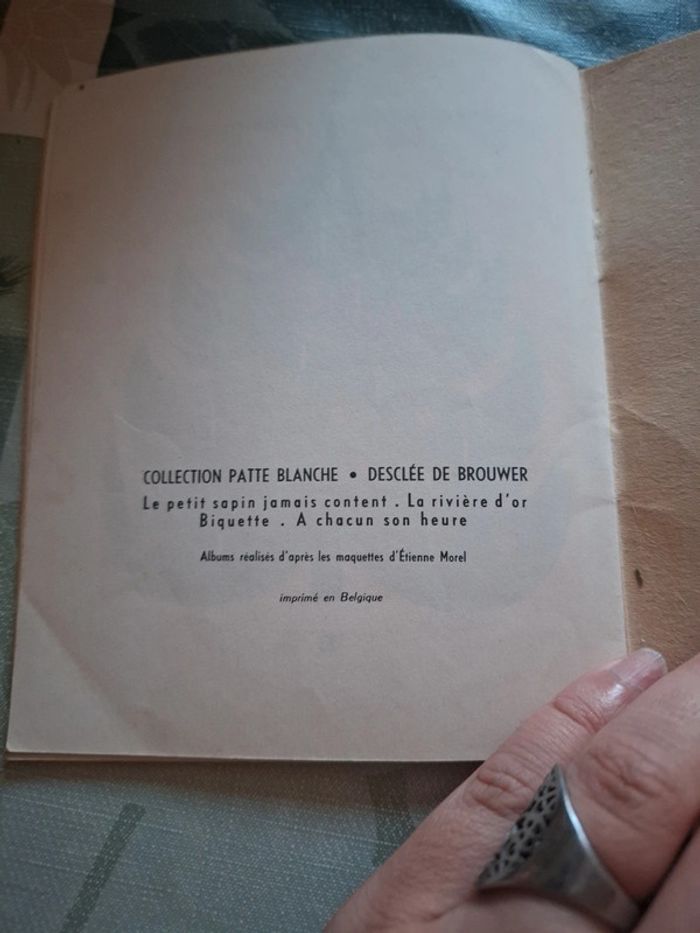 COLLECTION PATTE BLANCHE • DESCLÉE DE BROUWER
Le petit sapin jamais content . La rivière d'or
Biquette . A chacun son heure
Albums réalisés d'après les maquettes d'Étienne Morel
imprimé en Belgique